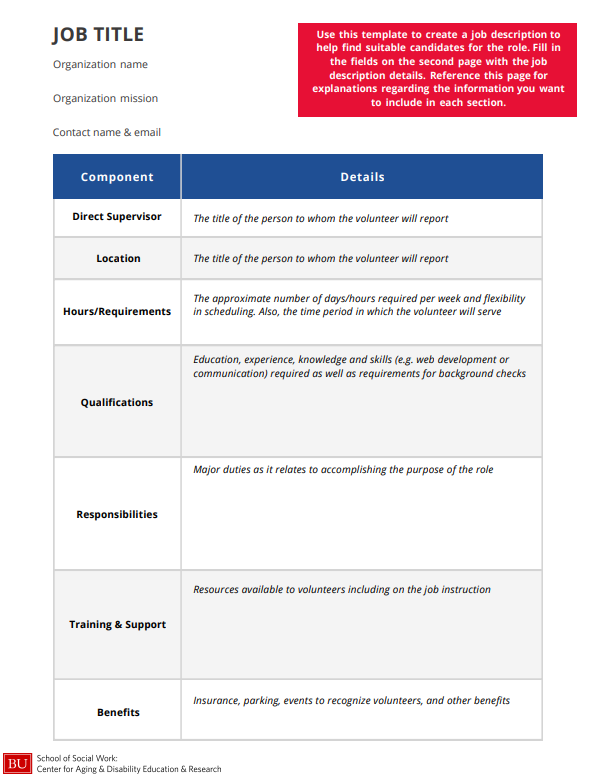 JOB TITLE
Organization name
Organization mission
Contact name & email
Use this template to create a job description to
help find suitable candidates for the role. Fill in
the fields on the second page with the job
description details. Reference this page for
explanations regarding the information you want
to include in each section.
Component
Details
Direct Supervisor
The title of the person to whom the volunteer will report
Location
The title of the person to whom the volunteer will report
Hours/Requirements
The approximate number of days/hours required per week and flexibility
in scheduling. Also, the time period in which the volunteer will serve
Qualifications
Education, experience, knowledge and skills (e.g. web development or
communication) required as well as requirements for background checks
Responsibilities
Major duties as it relates to accomplishing the purpose of the role
Training & Support
Resources available to volunteers including on the job instruction
Benefits
Insurance, parking, events to recognize volunteers, and other benefits
BU
School of Social Work:
Center for Aging & Disability Education & Research